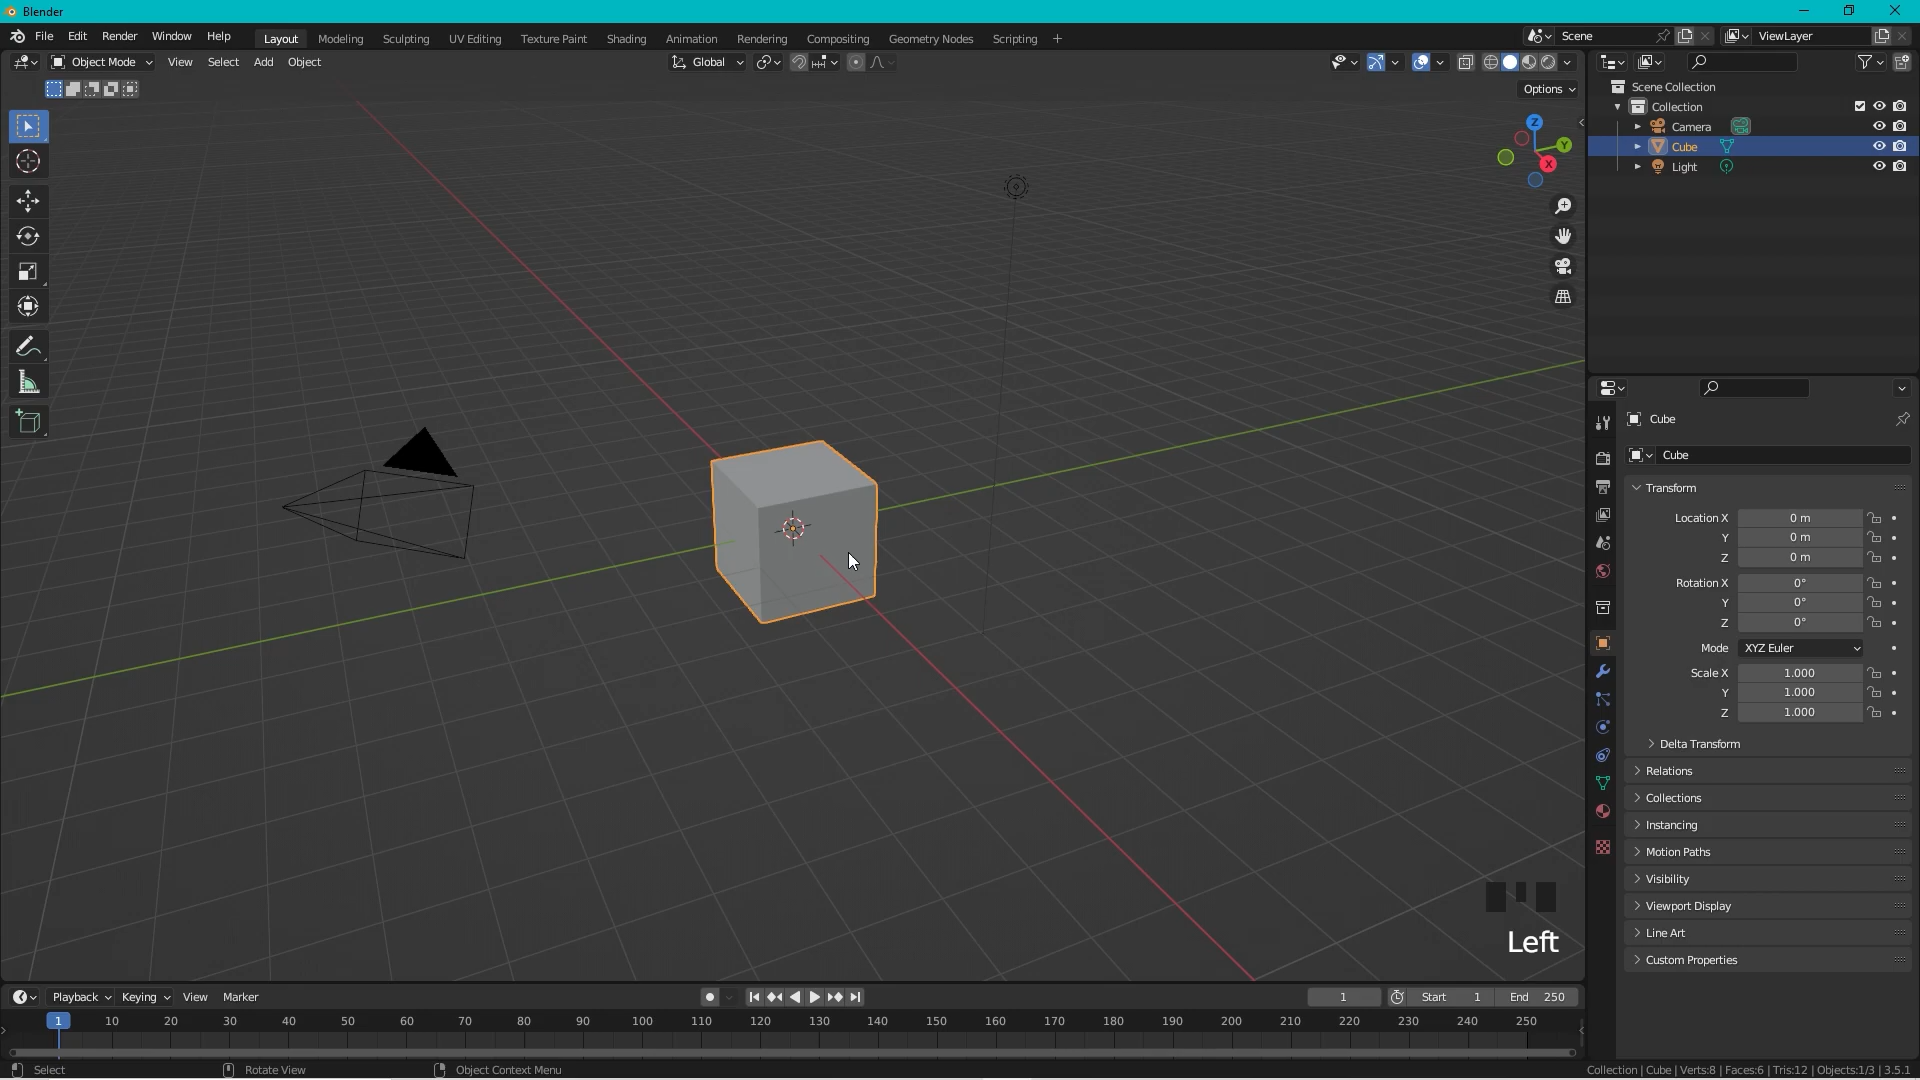 Blender
File Edit Render Window Help Layout Modeling Sculpting UV Editing Texture Paint Shading Animation Rendering Compositing Geometry Nodes Scripting + Scene ViewLayer
Object Mode View Select Add Object Global
Options
Z
Y
X
Scene Collection
Collection
Camera
Cube
Light
Cube
Cube
Transform
Location X 0 m
Y 0 m
Z 0 m
Rotation X 0°
Y 0°
Z 0°
Mode XYZ Euler
Scale X 1.000
Y 1.000
Z 1.000
Delta Transform
Relations
Collections
Instancing
Motion Paths
Visibility
Viewport Display
Line Art
Custom Properties
Left
Playback Keying View Marker 1 Start 1 End 250
1 10 20 30 40 50 60 70 80 90 100 110 120 130 140 150 160 170 180 190 200 210 220 230 240 250
Select Rotate View Object Context Menu Collection | Cube | Verts:8 | Faces:6 | Tris:12 | Objects:1/3 | 3.5.1